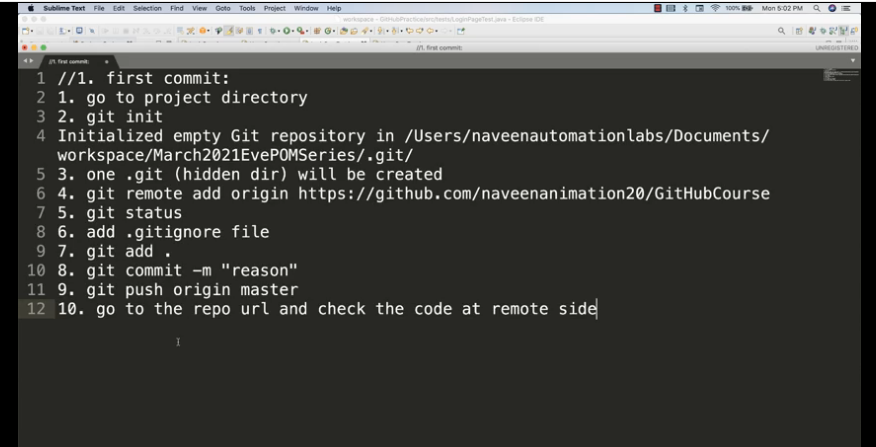 Sublime Text File Edit Selection Find View Goto Tools Project Window Help 100% Mon 5:02 PM
workspace - GitHubPractice/src/tests/LoginPageTest.java - Eclipse IDE
//1. first commit: UNREGISTERED
//1. first commit:
1 //1. first commit:
2 1. go to project directory
3 2. git init
4 Initialized empty Git repository in /Users/naveenautomationlabs/Documents/
workspace/March2021EvePOMSeries/.git/
5 3. one .git (hidden dir) will be created
6 4. git remote add origin https://github.com/naveenanimation20/GitHubCourse
7 5. git status
8 6. add .gitignore file
9 7. git add .
10 8. git commit –m "reason"
11 9. git push origin master
12 10. go to the repo url and check the code at remote side